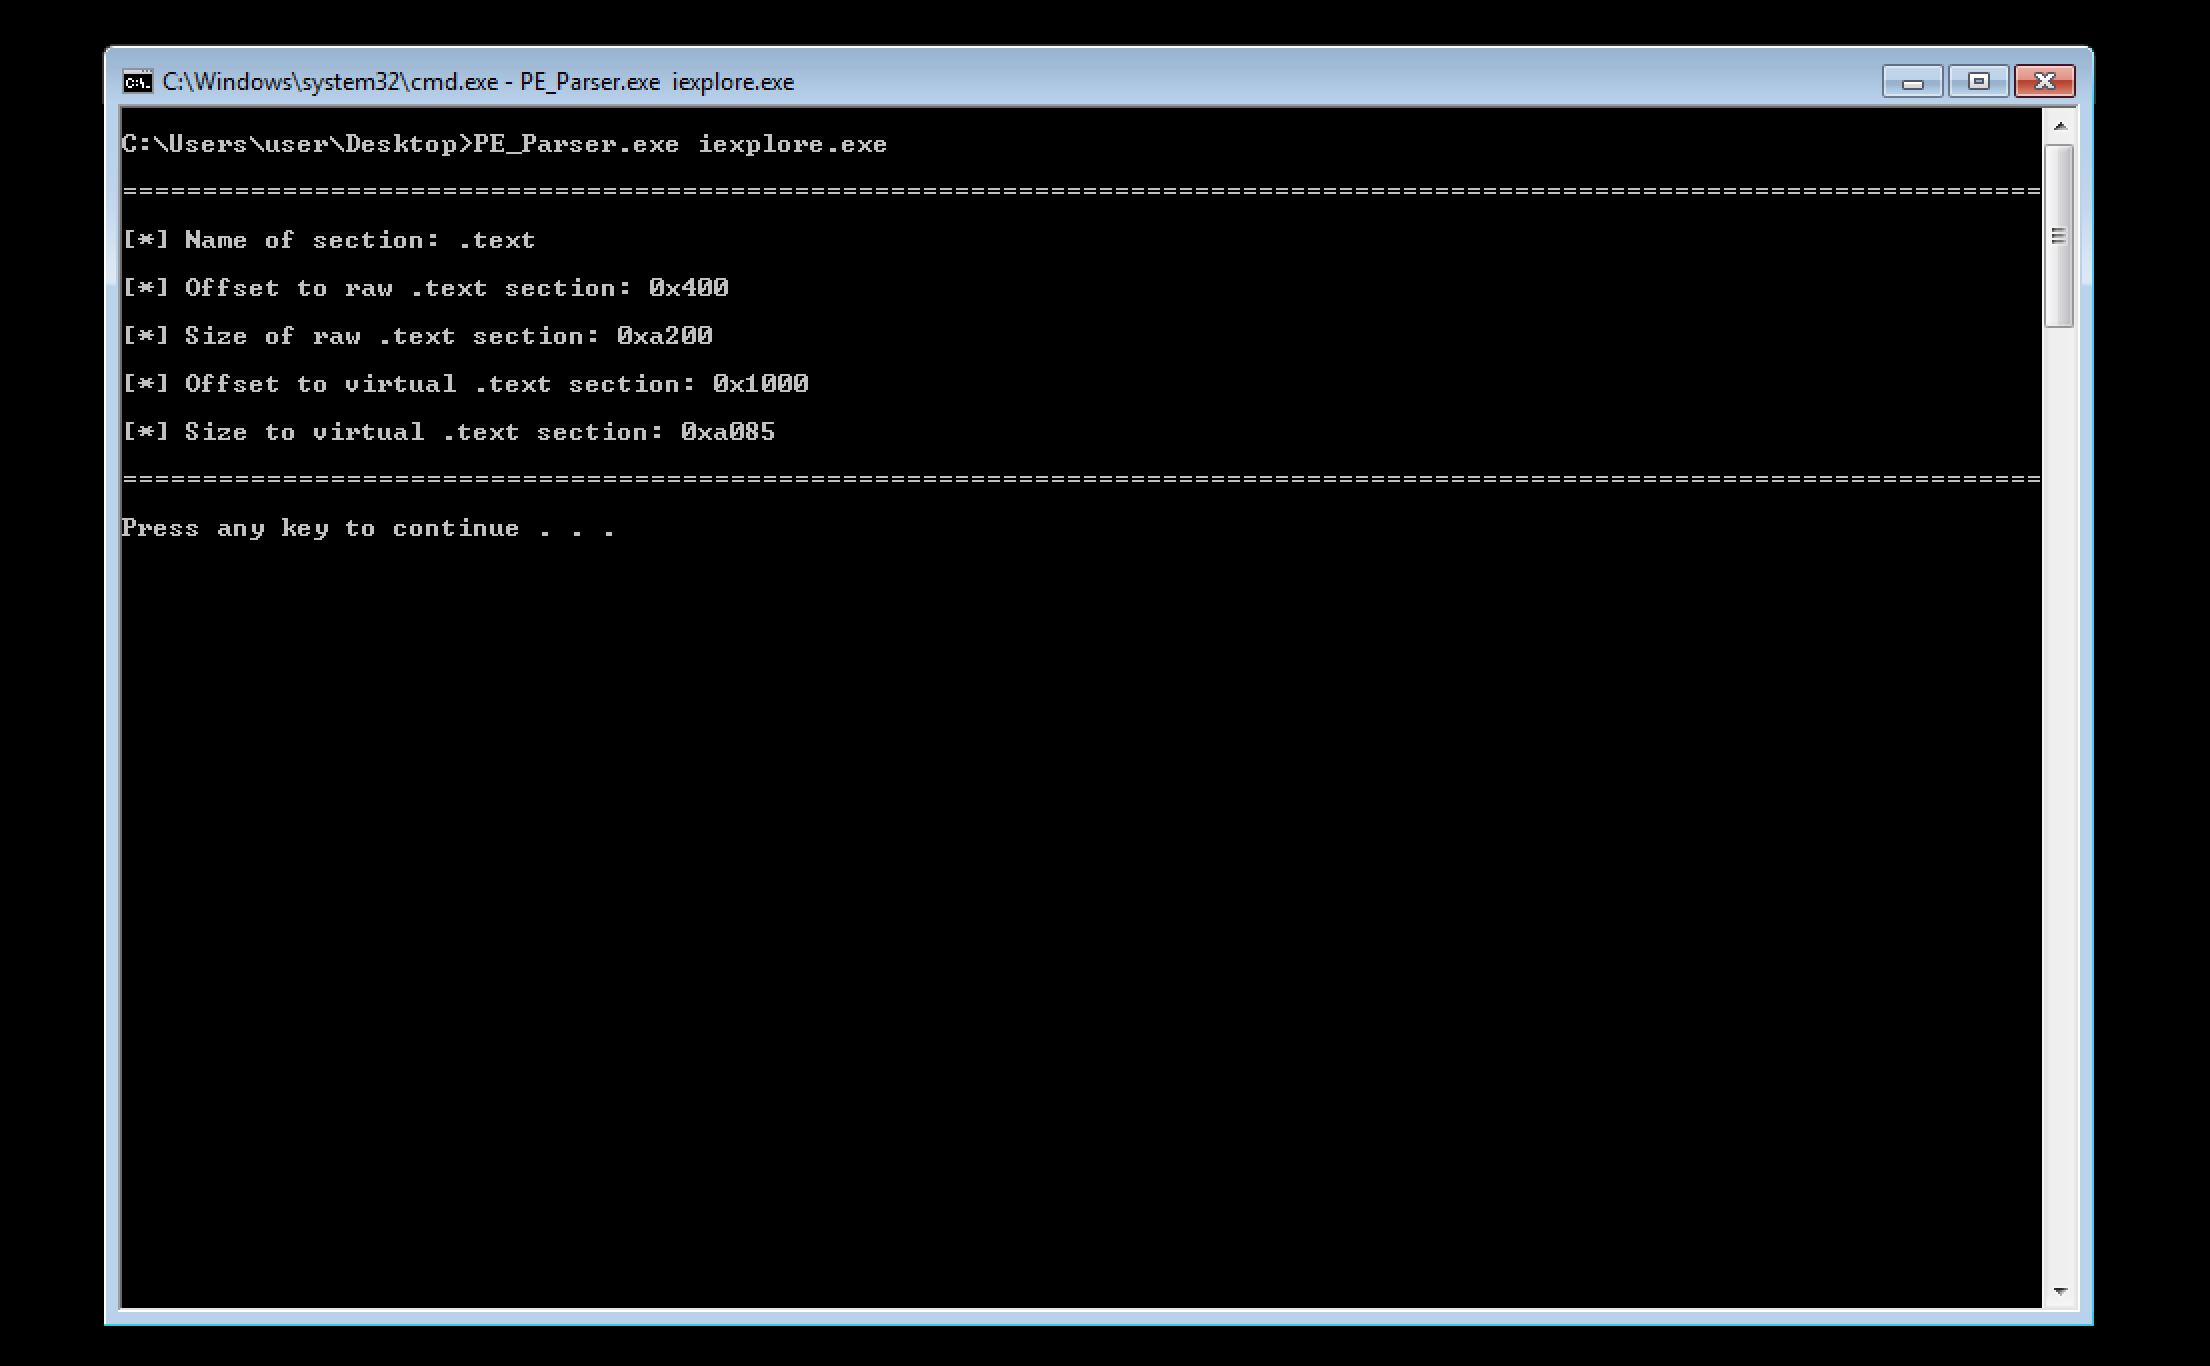 C:\Windows\system32\cmd.exe - PE_Parser.exe  iexplore.exe
C:\Users\user\Desktop>PE_Parser.exe iexplore.exe
========================================================================================================================
[*] Name of section: .text
[*] Offset to raw .text section: 0x400
[*] Size of raw .text section: 0xa200
[*] Offset to virtual .text section: 0x1000
[*] Size to virtual .text section: 0xa085
========================================================================================================================
Press any key to continue . . .